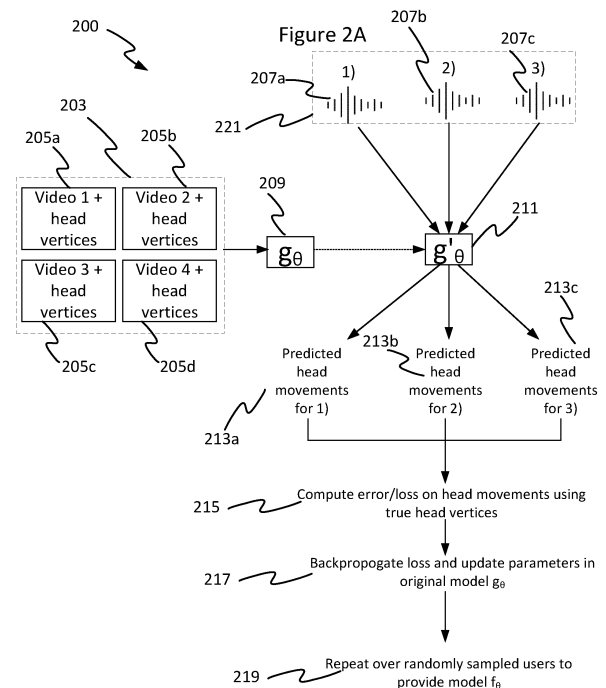 200
Figure 2A
207b
207c
207a
1)
2)
3)
221
203
205a
205b
209
211
Video 1 +
head
vertices
Video 2 +
head
vertices
gθ
g'θ
Video 3 +
head
vertices
Video 4 +
head
vertices
205c
205d
213c
213b
Predicted
head
movements
for 1)
Predicted
head
movements
for 2)
Predicted
head
movements
for 3)
213a
215
Compute error/loss on head movements using
true head vertices
217
Backpropogate loss and update parameters in
original model gθ
219
Repeat over randomly sampled users to
provide model fθ